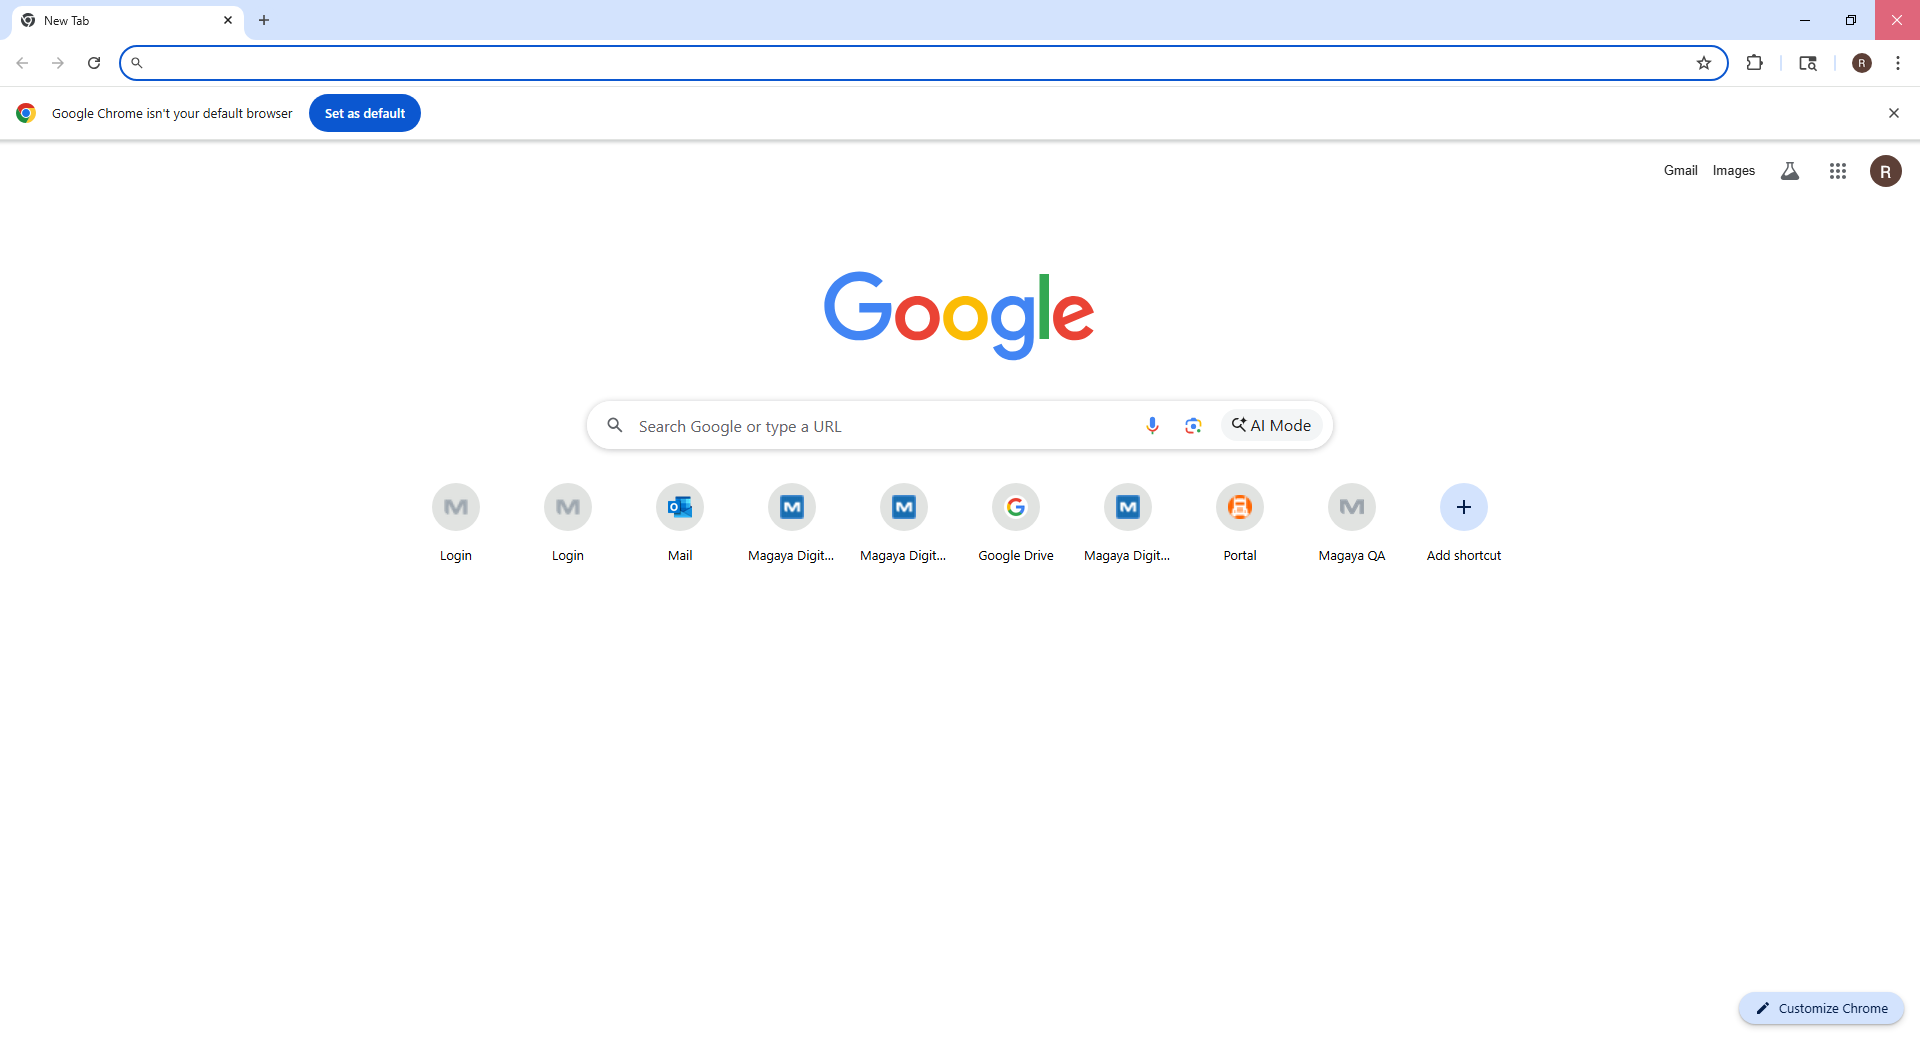 New Tab
R
Google Chrome isn't your default browser
Set as default
Gmail
Images
R
Google
Search Google or type a URL
AI Mode
Login
Login
Mail
Magaya Digit...
Magaya Digit...
Google Drive
Magaya Digit...
Portal
Magaya QA
Add shortcut
Customize Chrome